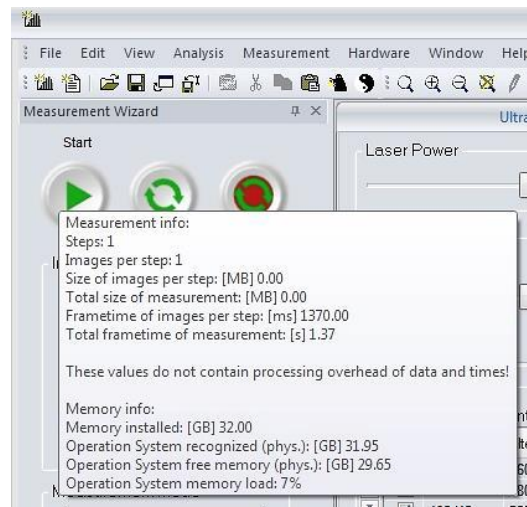 File Edit View Analysis Measurement Hardware Window Help
Measurement Wizard
Start
Laser Power
Measurement info:
Steps: 1
Images per step: 1
Size of images per step: [MB] 0.00
Total size of measurement: [MB] 0.00
Frametime of images per step: [ms] 1370.00
Total frametime of measurement: [s] 1.37
These values do not contain processing overhead of data and times!
Memory info:
Memory installed: [GB] 32.00
Operation System recognized (phys.): [GB] 31.95
Operation System free memory (phys.): [GB] 29.65
Operation System memory load: 7%